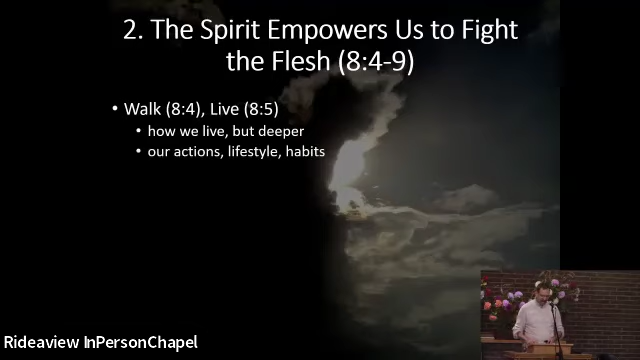 2. The Spirit Empowers Us to Fight
the Flesh (8:4-9)
• Walk (8:4), Live (8:5)
• how we live, but deeper
• our actions, lifestyle, habits
Rideaview InPersonChapel